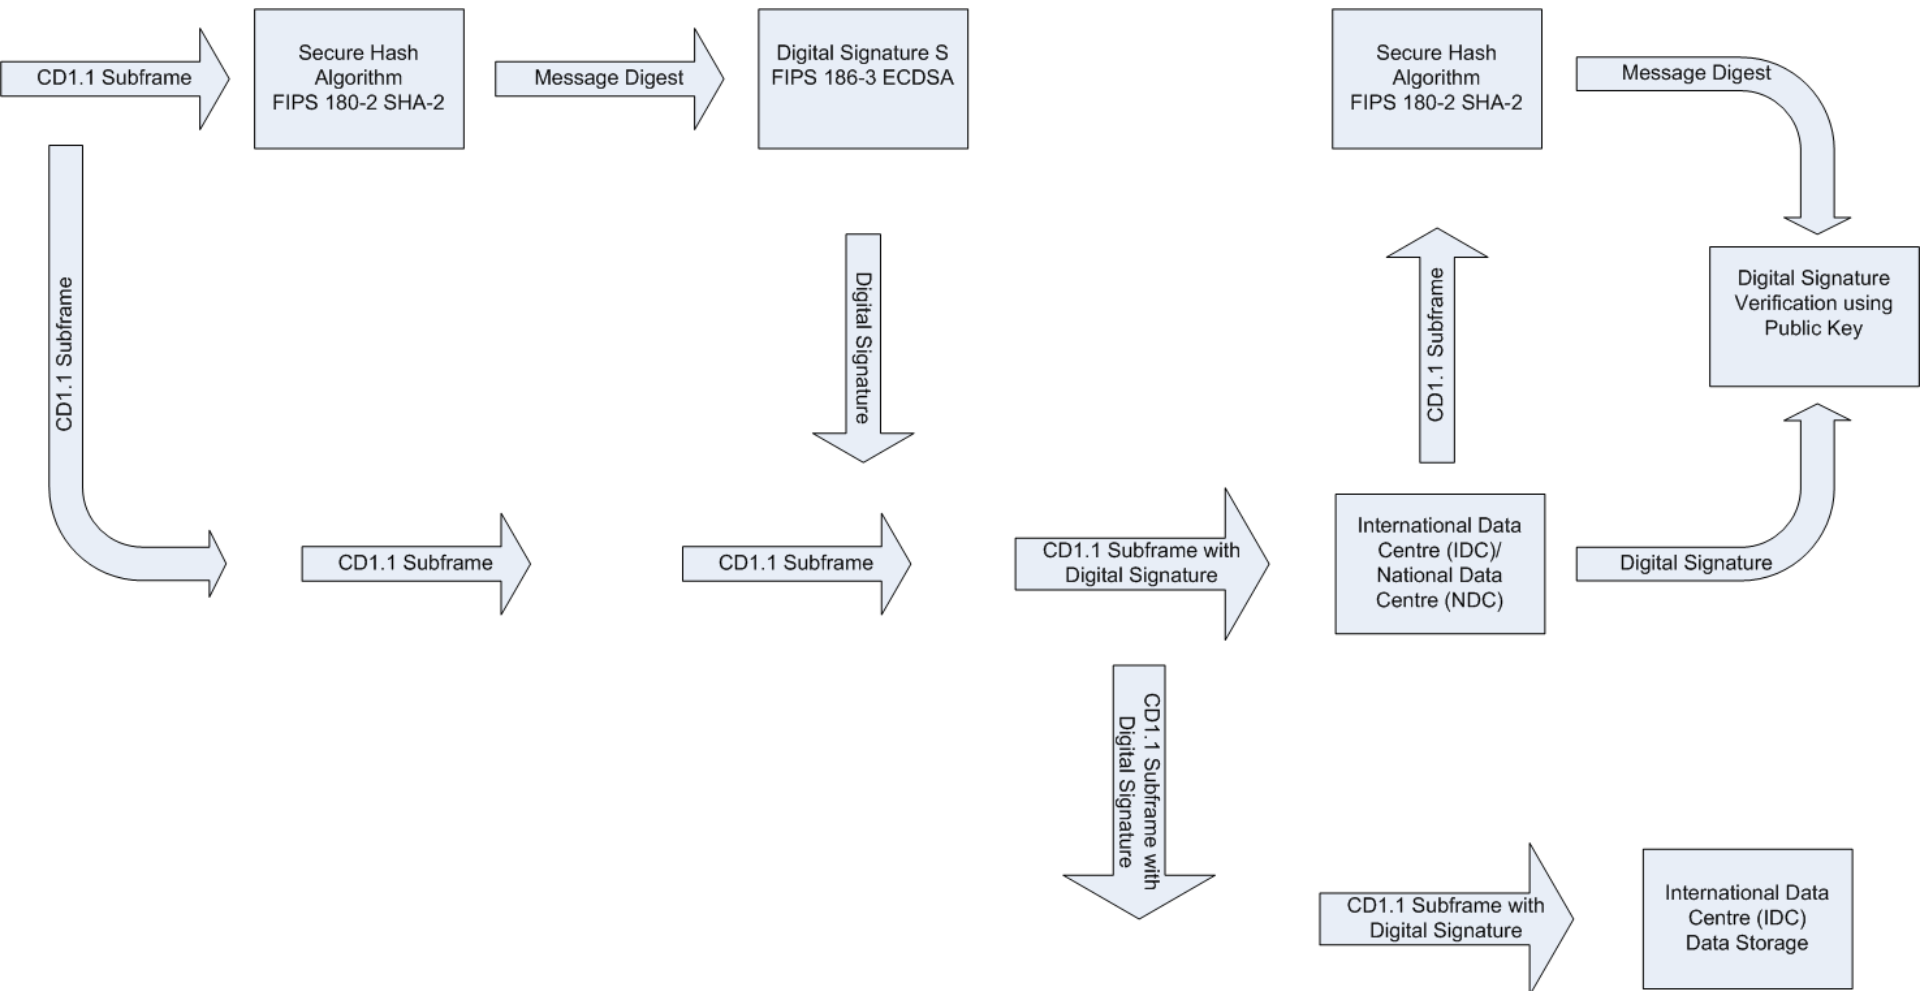 CD1.1 Subframe
Secure Hash
Algorithm
FIPS 180-2 SHA-2
Message Digest
Digital Signature S
FIPS 186-3 ECDSA
Secure Hash
Algorithm
FIPS 180-2 SHA-2
Message Digest
CD1.1 Subframe
Digital Signature
CD1.1 Subframe
Digital Signature
Verification using
Public Key
CD1.1 Subframe
CD1.1 Subframe
CD1.1 Subframe with
Digital Signature
International Data
Centre (IDC)/
National Data
Centre (NDC)
Digital Signature
CD1.1 Subframe with
Digital Signature
CD1.1 Subframe with
Digital Signature
International Data
Centre (IDC)
Data Storage